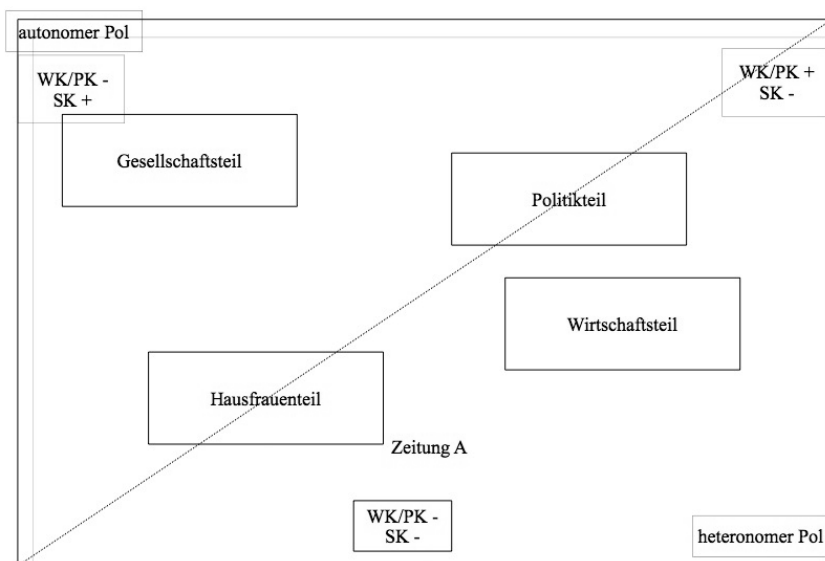 autonomer Pol
WK/PK -
SK +
WK/PK +
SK -
Gesellschaftsteil
Politikteil
Wirtschaftsteil
Hausfrauenteil
Zeitung A
WK/PK -
SK -
heteronomer Pol